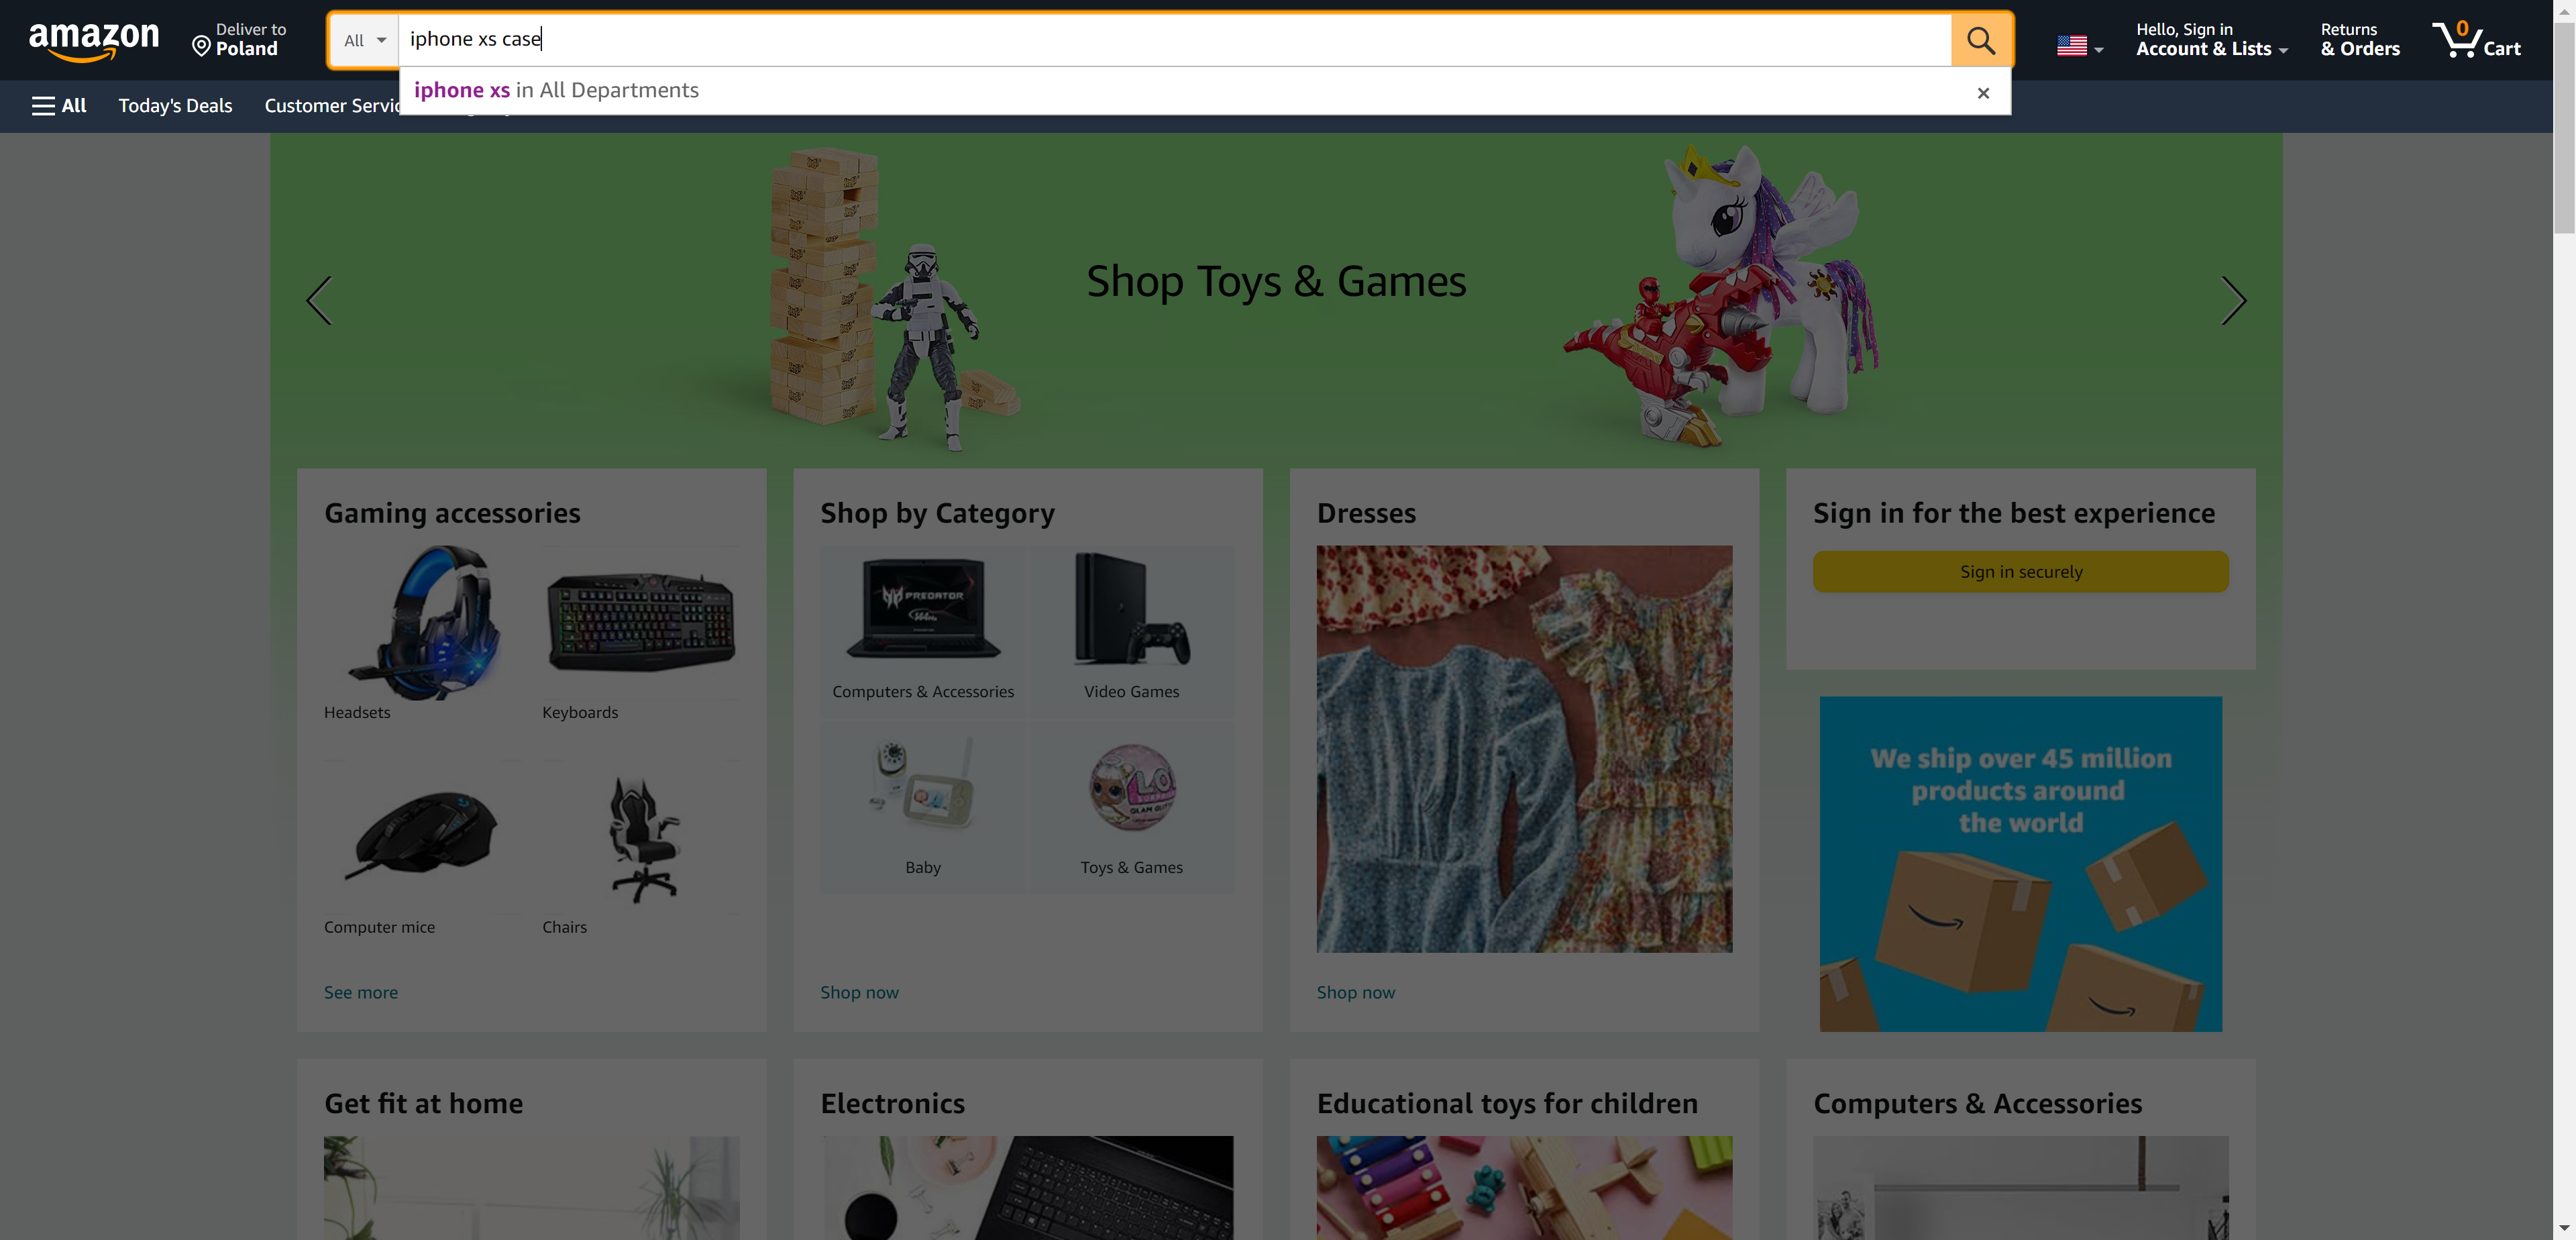 amazon
Deliver to
Poland
All
iphone xs case
Hello, Sign in
Account & Lists
Returns
& Orders
0
Cart
iphone xs in All Departments
All
Today's Deals
Customer Servic
Shop Toys & Games
Gaming accessories
Headsets
Keyboards
Computer mice
Chairs
See more
Shop by Category
PREDATOR
Computers & Accessories
Video Games
Baby
Toys & Games
Shop now
Dresses
Shop now
Sign in for the best experience
Sign in securely
We ship over 45 million
products around
the world
Get fit at home
Electronics
Educational toys for children
Computers & Accessories